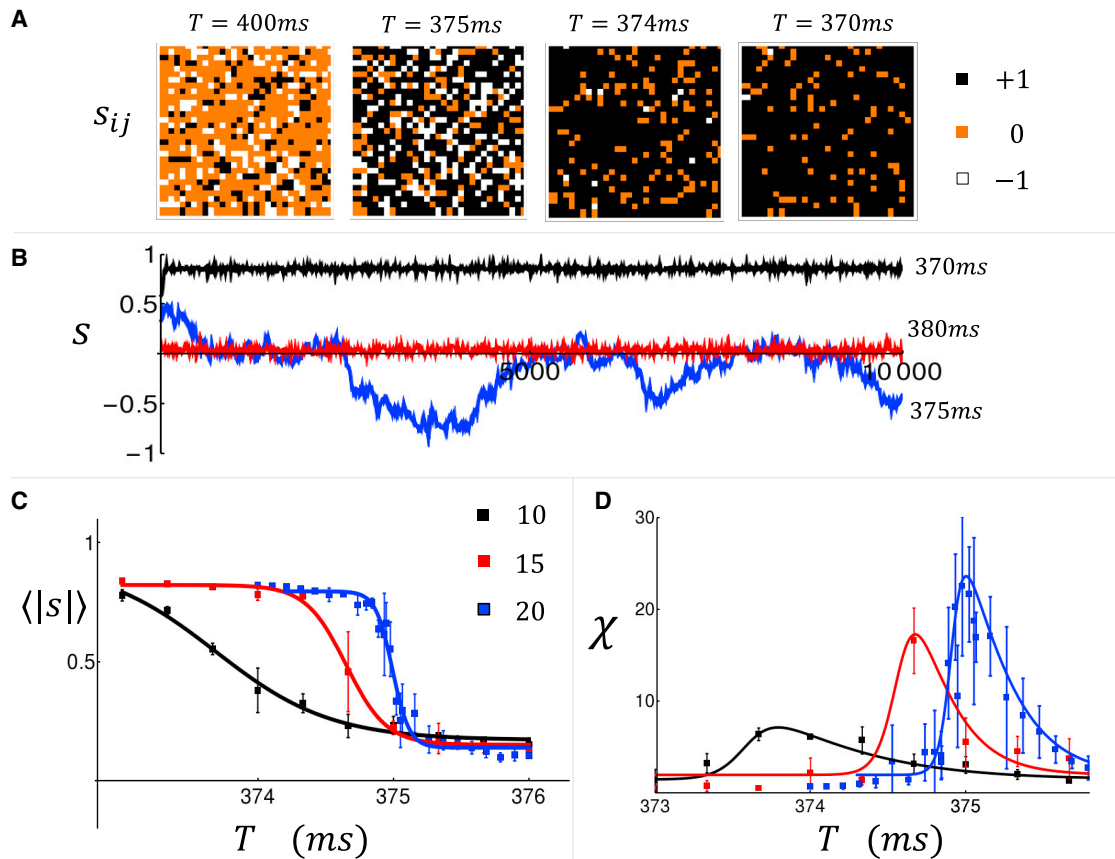 A
T = 400ms
T = 375ms
T = 374ms
T = 370ms
s_ij
+1
0
−1
B
1
0.5
−0.5
−1
S
5000
10 000
370ms
380ms
375ms
C
⟨|s|⟩
1
0.5
10
15
20
374
375
376
T (ms)
D
χ
30
20
10
373
374
375
T (ms)